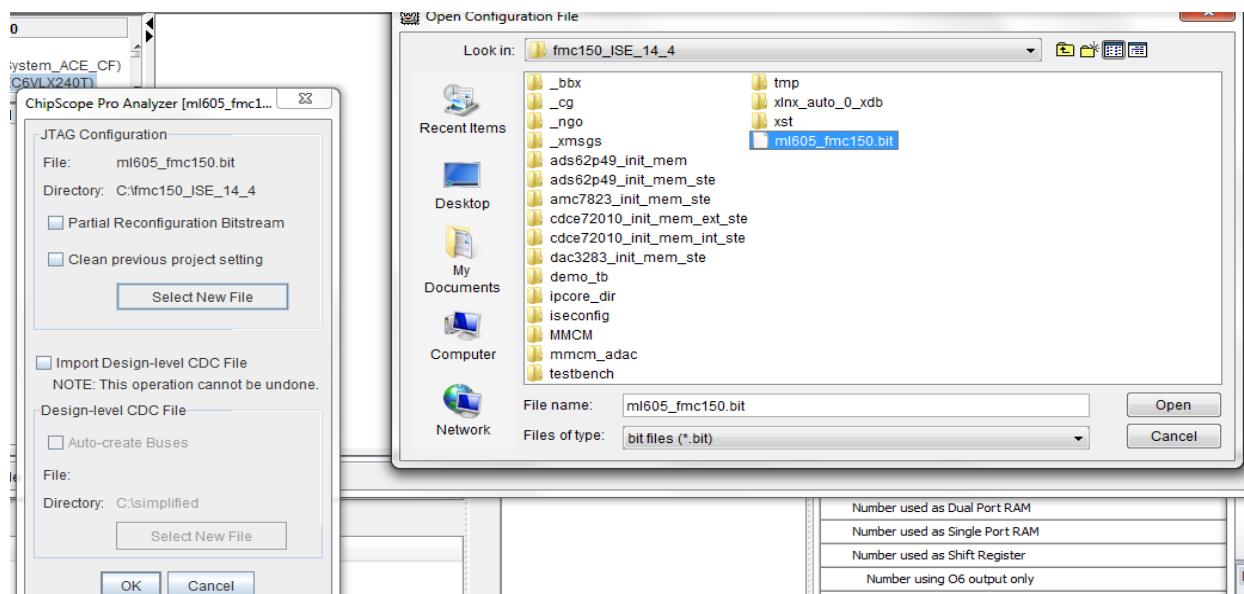 0
System_ACE_CF)
C6VLX240T)
ChipScope Pro Analyzer [ml605_fmc1...
JTAG Configuration
File: ml605_fmc150.bit
Directory: C:\fmc150_ISE_14_4
Partial Reconfiguration Bitstream
Clean previous project setting
Select New File
Import Design-level CDC File
NOTE: This operation cannot be undone.
Design-level CDC File
Auto-create Buses
File:
Directory: C:\simplified
Select New File
OK Cancel
Open Configuration File
Look in: fmc150_ISE_14_4
Recent Items
Desktop
My
Documents
Computer
Network
_bbx
_cg
_ngo
_xmsgs
ads62p49_init_mem
ads62p49_init_mem_ste
amc7823_init_mem_ste
cdce72010_init_mem_ext_ste
cdce72010_init_mem_int_ste
dac3283_init_mem_ste
demo_tb
ipcore_dir
iseconfig
MMCM
mmcm_adac
testbench
tmp
xlnx_auto_0_xdb
xst
ml605_fmc150.bit
File name: ml605_fmc150.bit
Open
Files of type: bit files (*.bit)
Cancel
Number used as Dual Port RAM
Number used as Single Port RAM
Number used as Shift Register
Number using O6 output only